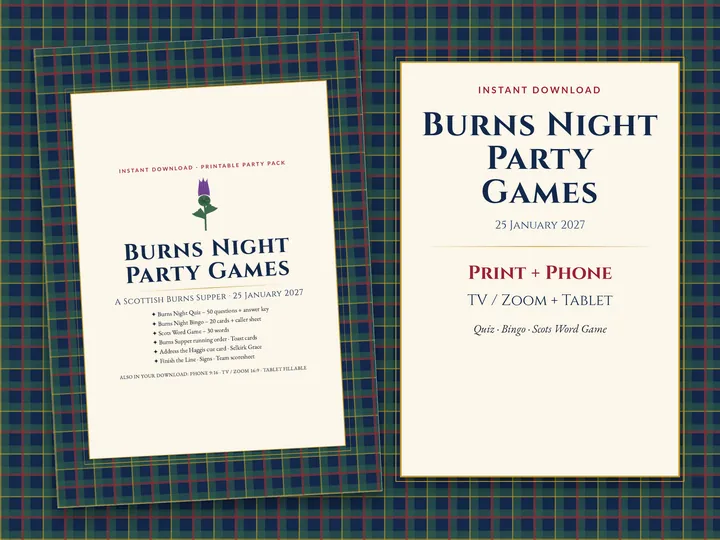 INSTANT DOWNLOAD · PRINTABLE PARTY PACK
BURNS NIGHT
PARTY GAMES
A SCOTTISH BURNS SUPPER · 25 JANUARY 2027
✦ Burns Night Quiz – 50 questions + answer key
✦ Burns Night Bingo – 20 cards + caller sheet
✦ Scots Word Game – 30 words
✦ Burns Supper running order · Toast cards
✦ Address the Haggis cue card · Selkirk Grace
✦ Finish the Line · Signs · Team scoresheet
ALSO IN YOUR DOWNLOAD: PHONE 9:16 · TV / ZOOM 16:9 · TABLET FILLABLE
INSTANT DOWNLOAD
BURNS NIGHT
PARTY
GAMES
25 JANUARY 2027
PRINT + PHONE
TV / ZOOM + TABLET
Quiz · Bingo · Scots Word Game